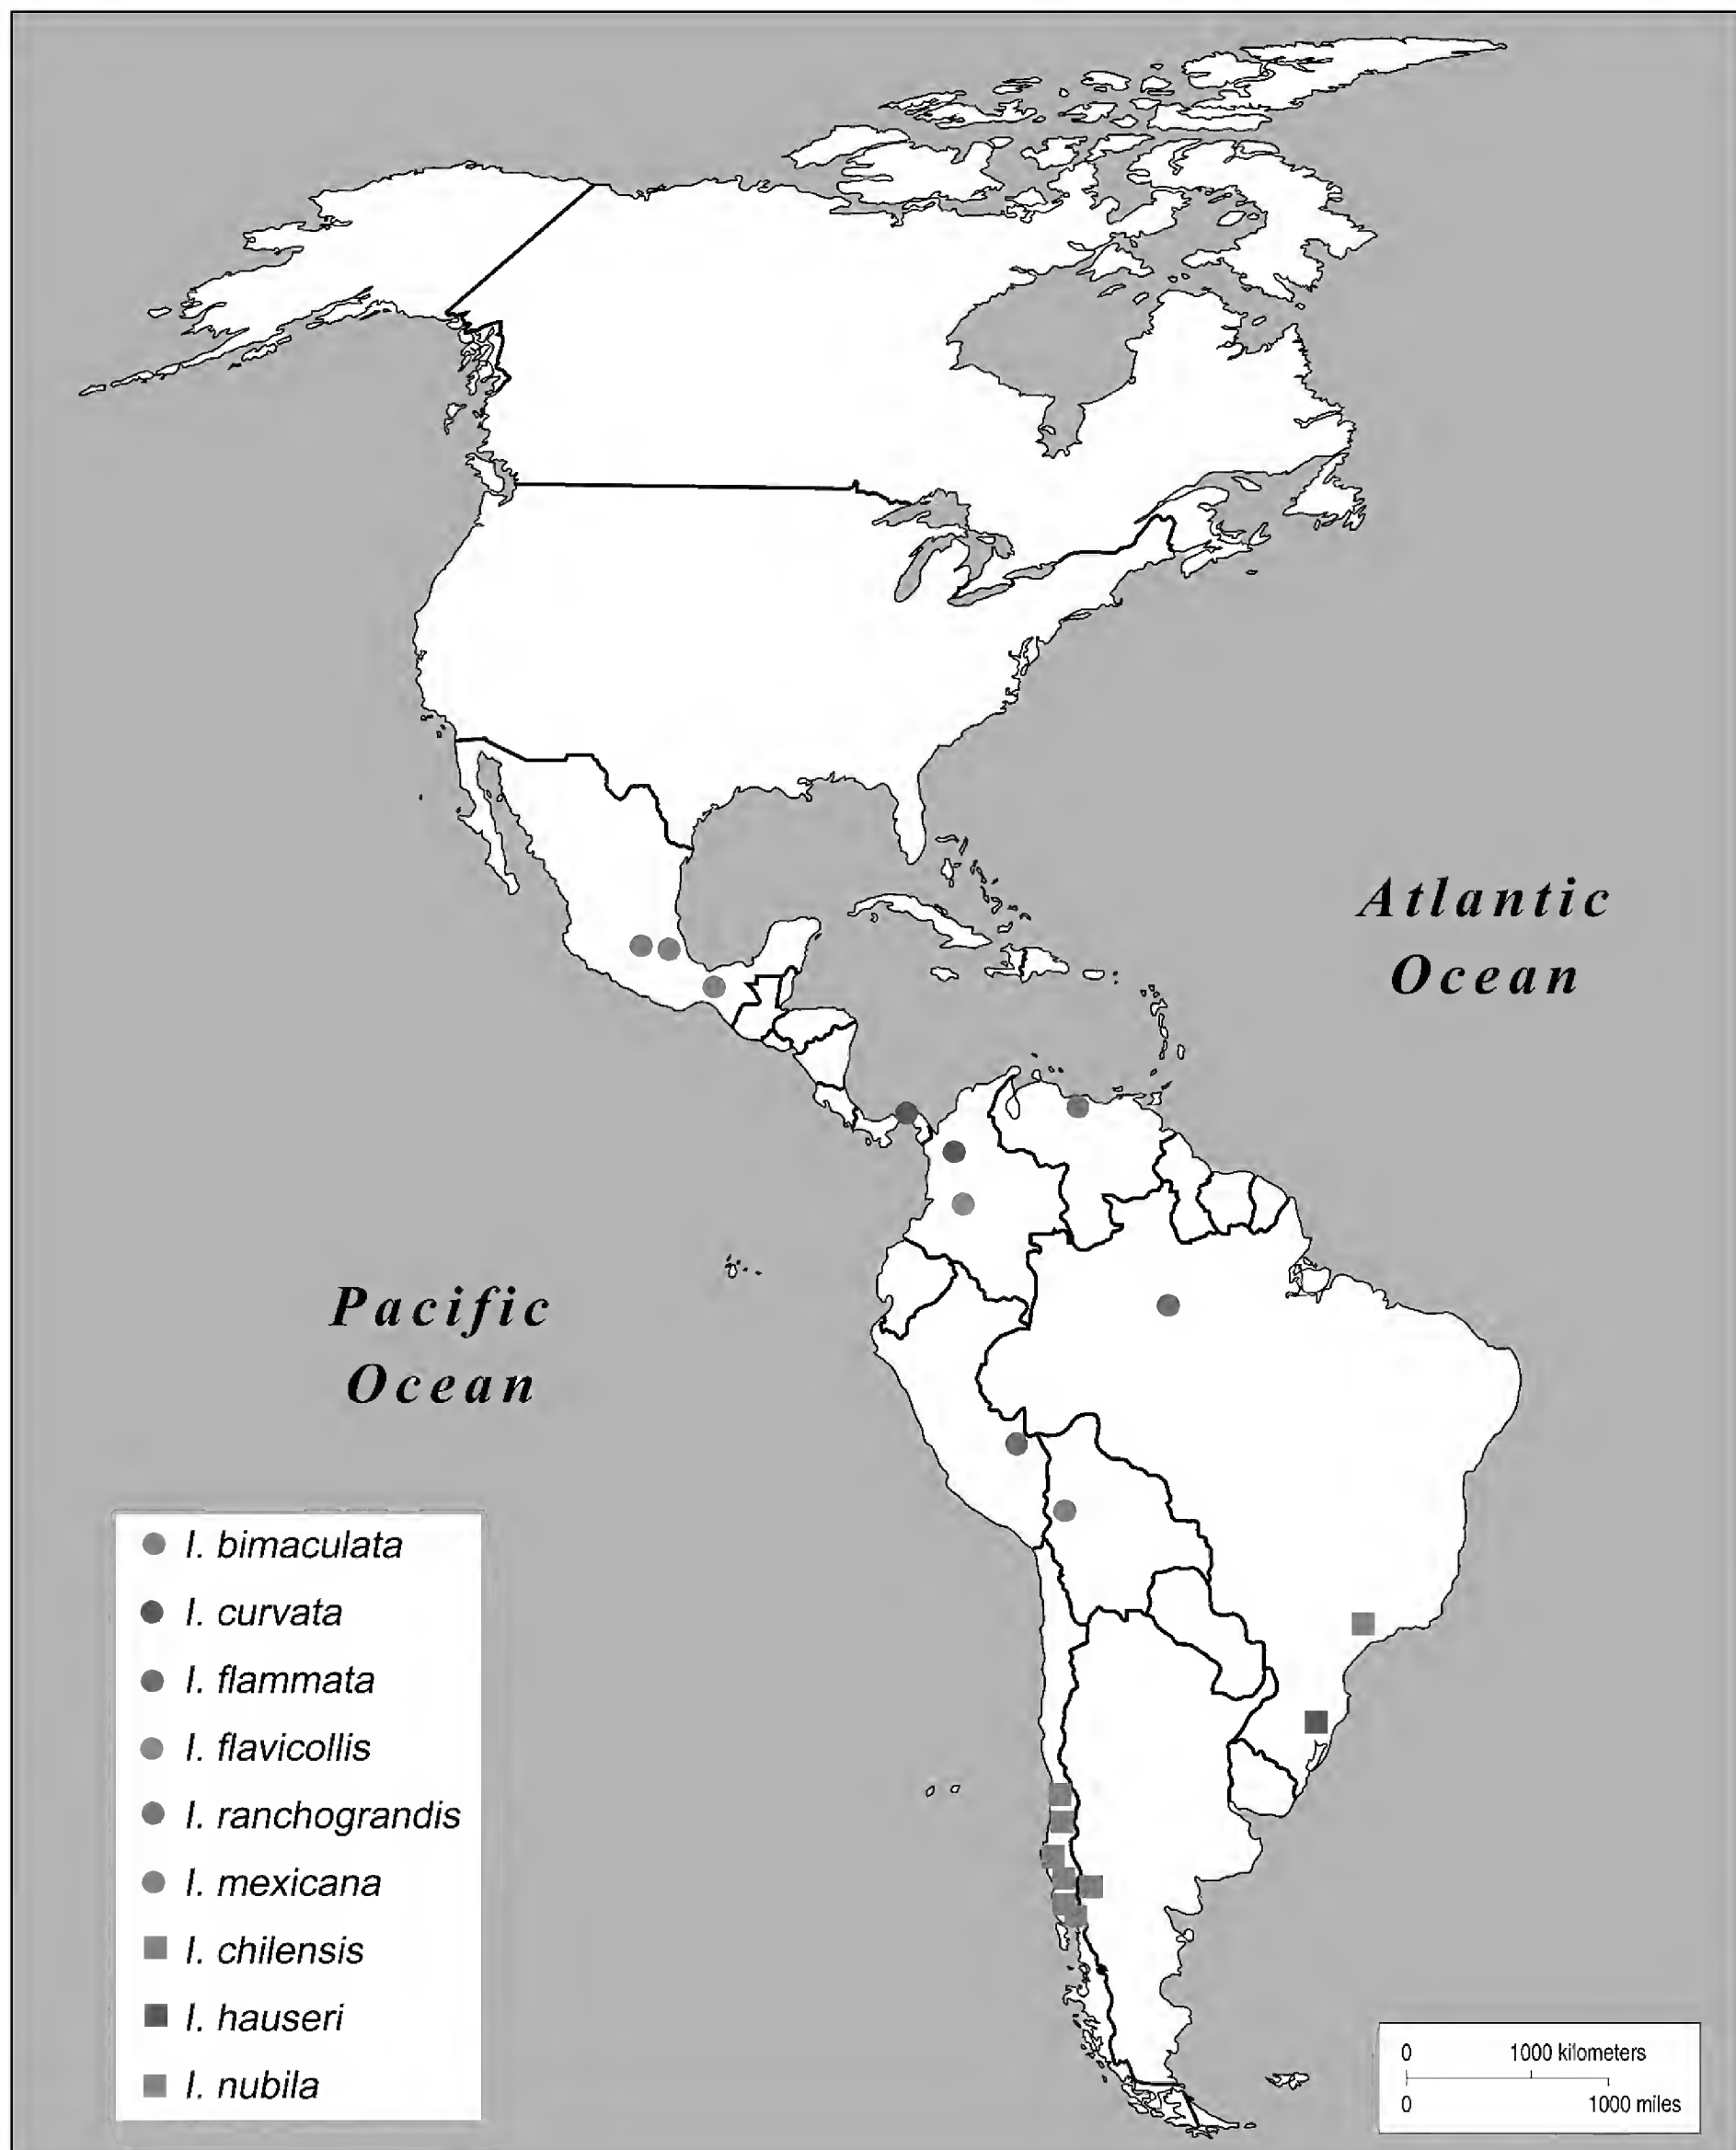 Atlantic
Ocean
Pacific
Ocean
I. bimaculata
I. curvata
I. flammata
I. flavicollis
I. ranchograndis
I. mexicana
I. chilensis
I. hauseri
I. nubila
0 1000 kilometers
0 1000 miles